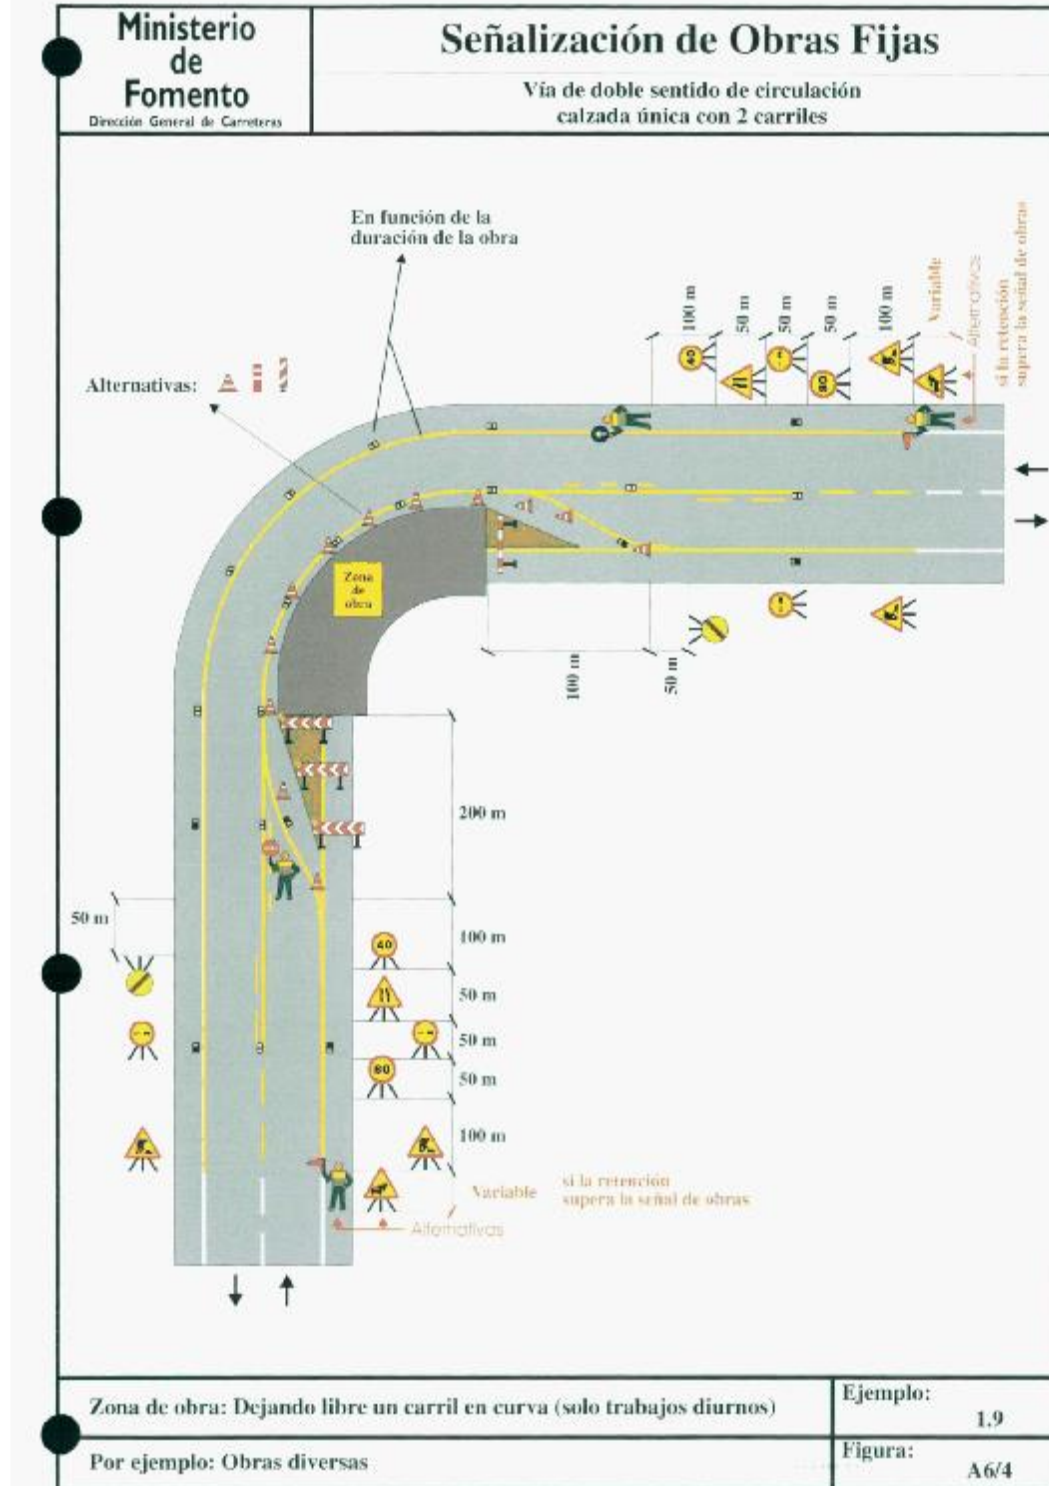 Ministerio
de
Fomento
Dirección General de Carreteras
Señalización de Obras Fijas
Vía de doble sentido de circulación
calzada única con 2 carriles
En función de la
duración de la obra
Alternativas:
100 m
50 m
50 m
50 m
100 m
Variable
Alternativas
si la retención
supera la señal de obras
40
80
Zona
de
obra
100 m
50 m
200 m
50 m
100 m
40
50 m
50 m
50 m
80
100 m
Variable
si la retención
supera la señal de obras
Alternativas
Zona de obra: Dejando libre un carril en curva (solo trabajos diurnos)
Ejemplo:
1.9
Por ejemplo: Obras diversas
Figura:
A6/4